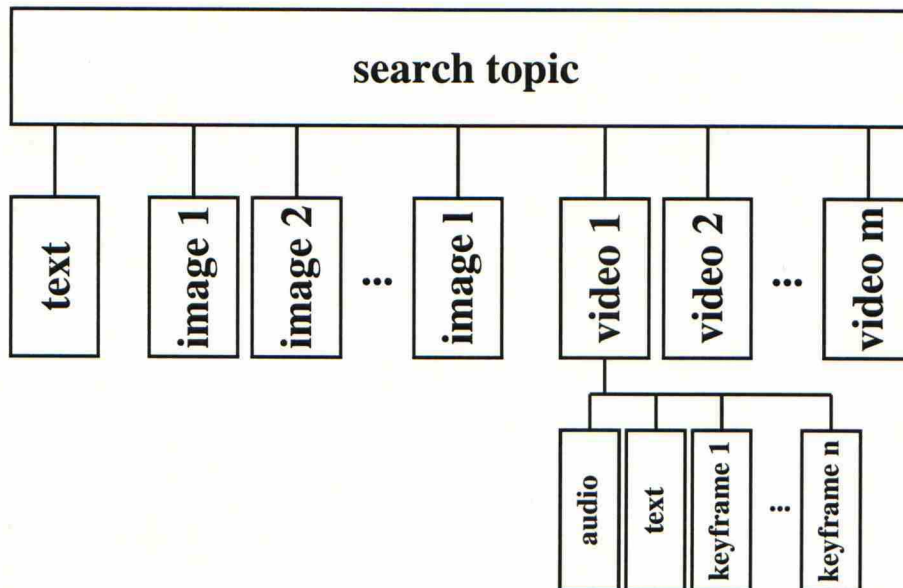 search topic
text
image 1
image 2
...
image l
video 1
video 2
...
video m
audio
text
keyframe 1
...
keyframe n